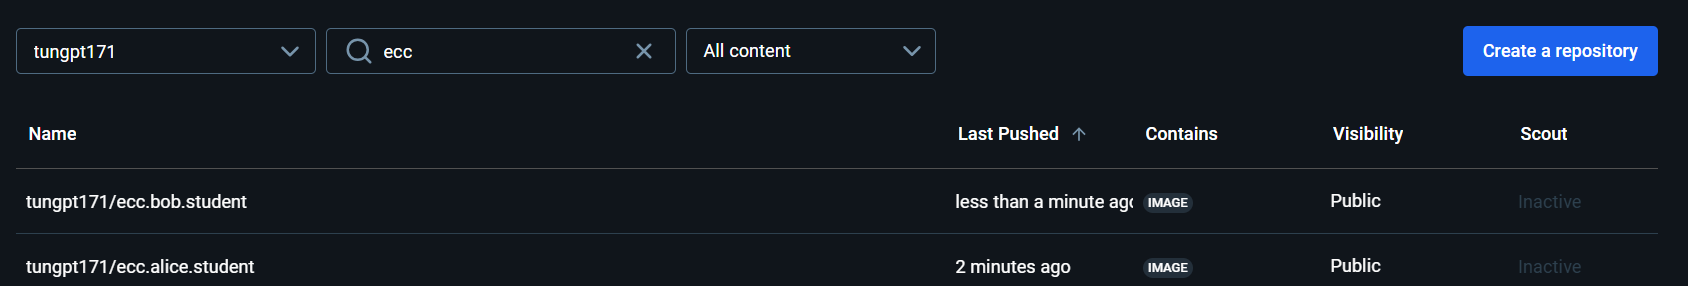 tungpt171 ecc All content Create a repository
Name Last Pushed Contains Visibility Scout
tungpt171/ecc.bob.student less than a minute ago IMAGE Public Inactive
tungpt171/ecc.alice.student 2 minutes ago IMAGE Public Inactive